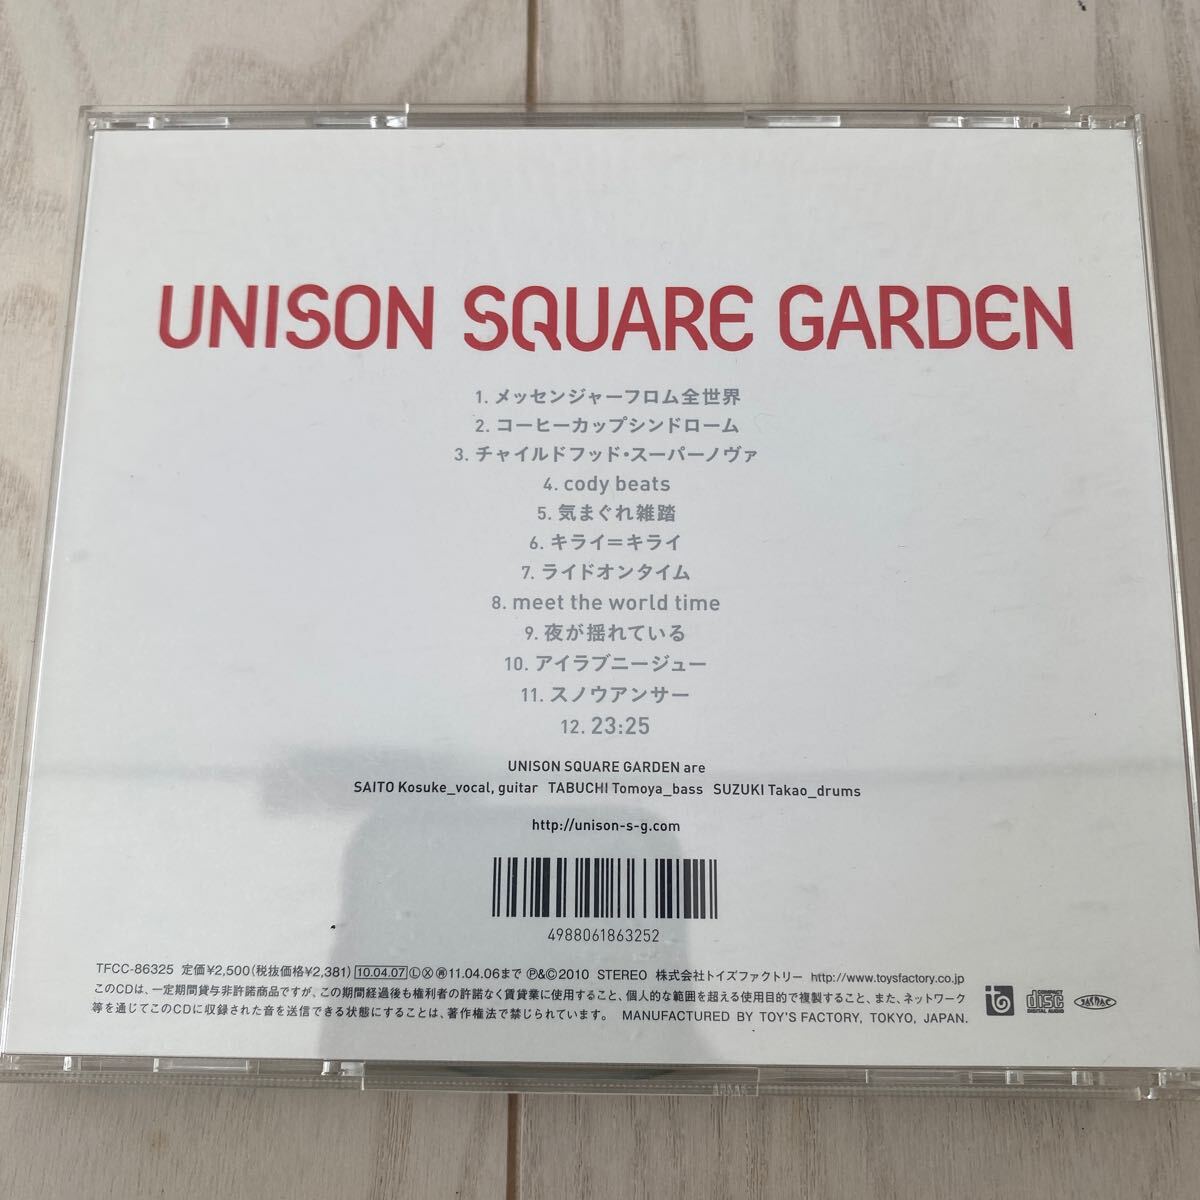 UNISON SQUARE GARDEN
1. メッセンジャーフロム全世界
2. コーヒーカップシンドローム
3. チャイルドフッド・スーパーノヴァ
4. cody beats
5. 気まぐれ雑踏
6. キライ=キライ
7. ライドオンタイム
8. meet the world time
9. 夜が揺れている
10. アイラブニージュー
11. スノウアンサー
12. 23:25
UNISON SQUARE GARDEN are
SAITO Kosuke_vocal, guitar TABUCHI Tomoya_bass SUZUKI Takao_drums
http://unison-s-g.com
4988061863252
TFCC-86325 定価¥2,500(税抜価格¥2,381) 10.04.07 Ⓛ Ⓧ ㊮ 11.04.06まで Ⓟ&©2010 STEREO 株式会社トイズファクトリー http://www.toysfactory.co.jp
このCDは、一定期間貸与非許諾商品ですが、この期間経過後も権利者の許諾なく賃貸業に使用すること、個人的な範囲を超える使用目的で複製すること、また、ネットワーク
等を通じてこのCDに収録された音を送信できる状態にすることは、著作権法で禁じられています。 MANUFACTURED BY TOY'S FACTORY, TOKYO, JAPAN.
COMPACT
disc
DIGITAL AUDIO
JASRAC